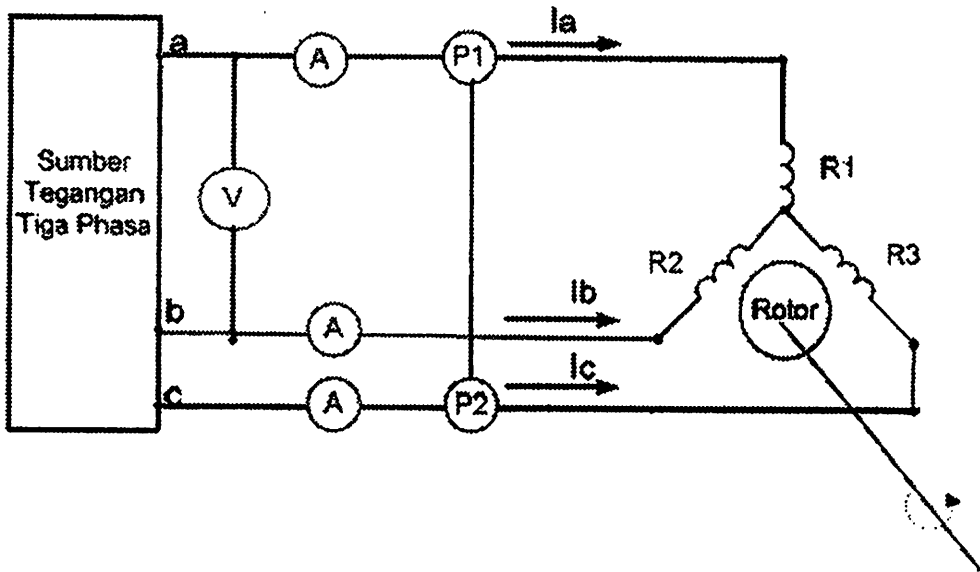 a
A
P1
Ia
Sumber
Tegangan
Tiga Phasa
V
R1
R2
R3
b
A
Ib
Rotor
c
A
P2
Ic